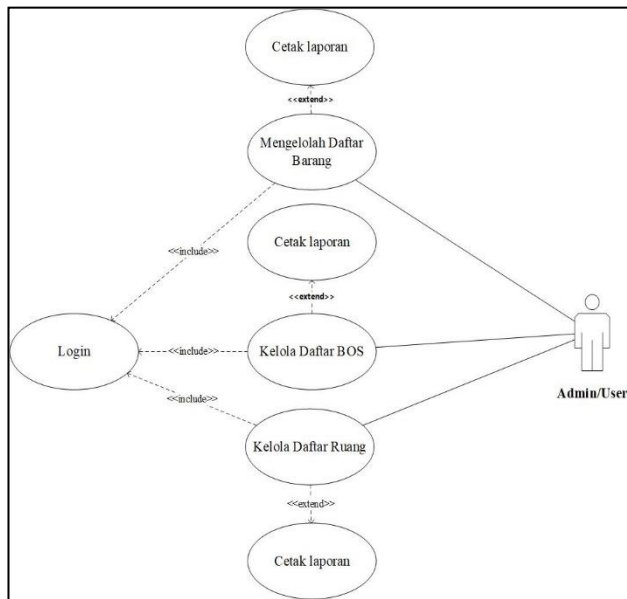 Cetak laporan
<<extend>>
Mengelolah Daftar
Barang
Cetak laporan
<<include>>
<<extend>>
Login
<<include>>
Kelola Daftar BOS
Admin/User
<<include>>
Kelola Daftar Ruang
<<extend>>
Cetak laporan